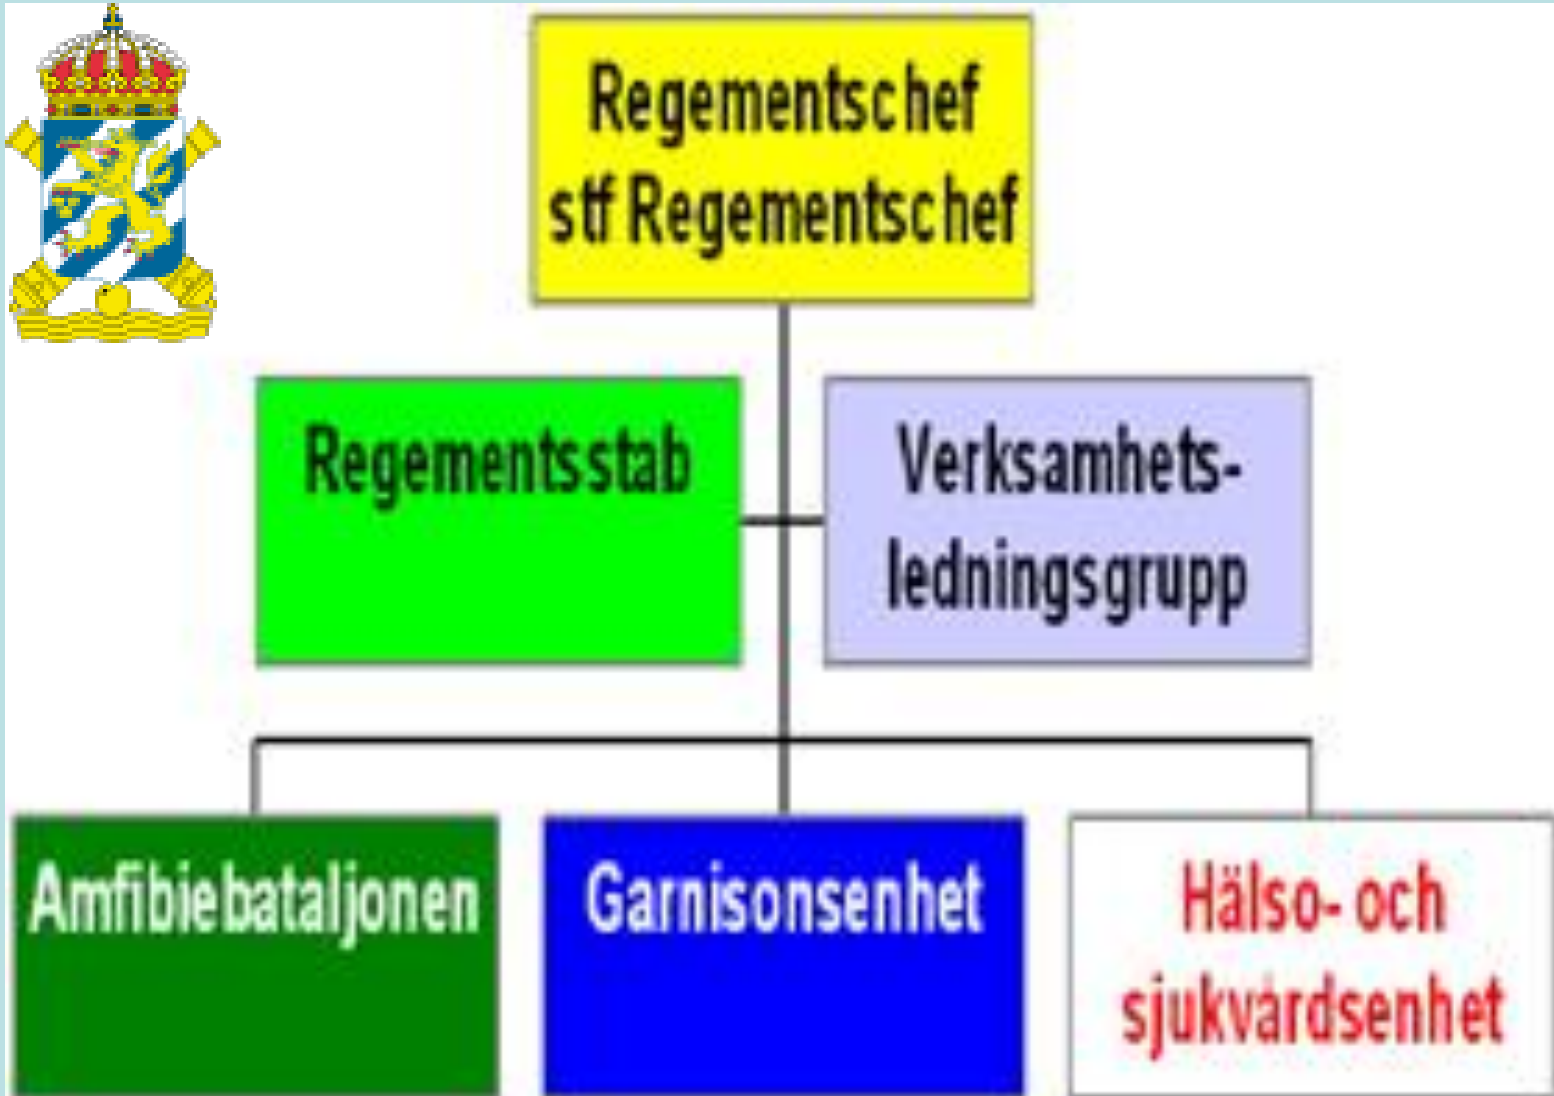 Regementschef
stf Regementschef
Regementsstab
Verksamhets-
ledningsgrupp
Amfibiebataljonen
Garnisonsenhet
Hälso- och
sjukvårdsenhet